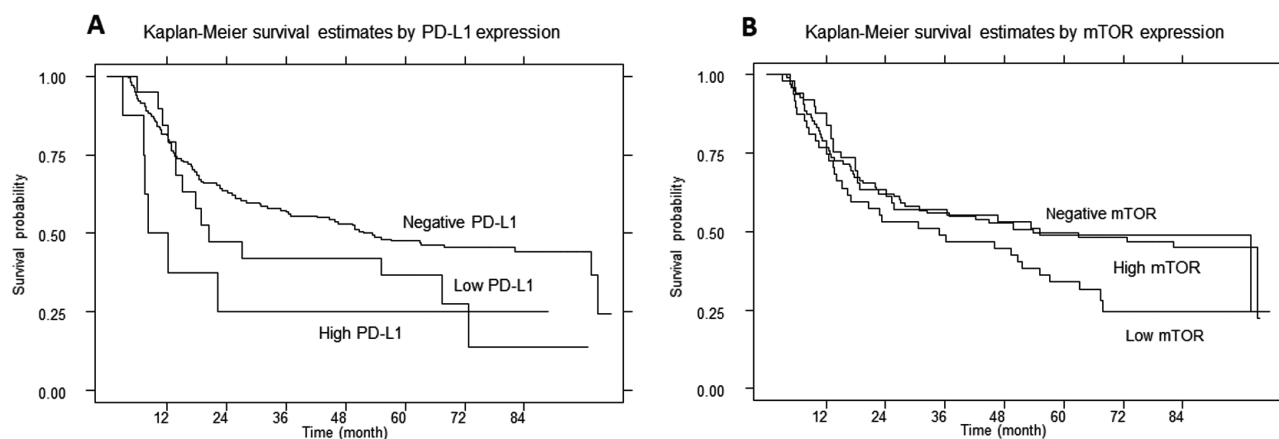 A
Kaplan-Meier survival estimates by PD-L1 expression
1.00
0.75
0.50
0.25
0.00
Survival probability
Negative PD-L1
Low PD-L1
High PD-L1
12 24 36 48 60 72 84
Time (month)
B
Kaplan-Meier survival estimates by mTOR expression
1.00
0.75
0.50
0.25
0.00
Survival probability
Negative mTOR
High mTOR
Low mTOR
12 24 36 48 60 72 84
Time (month)